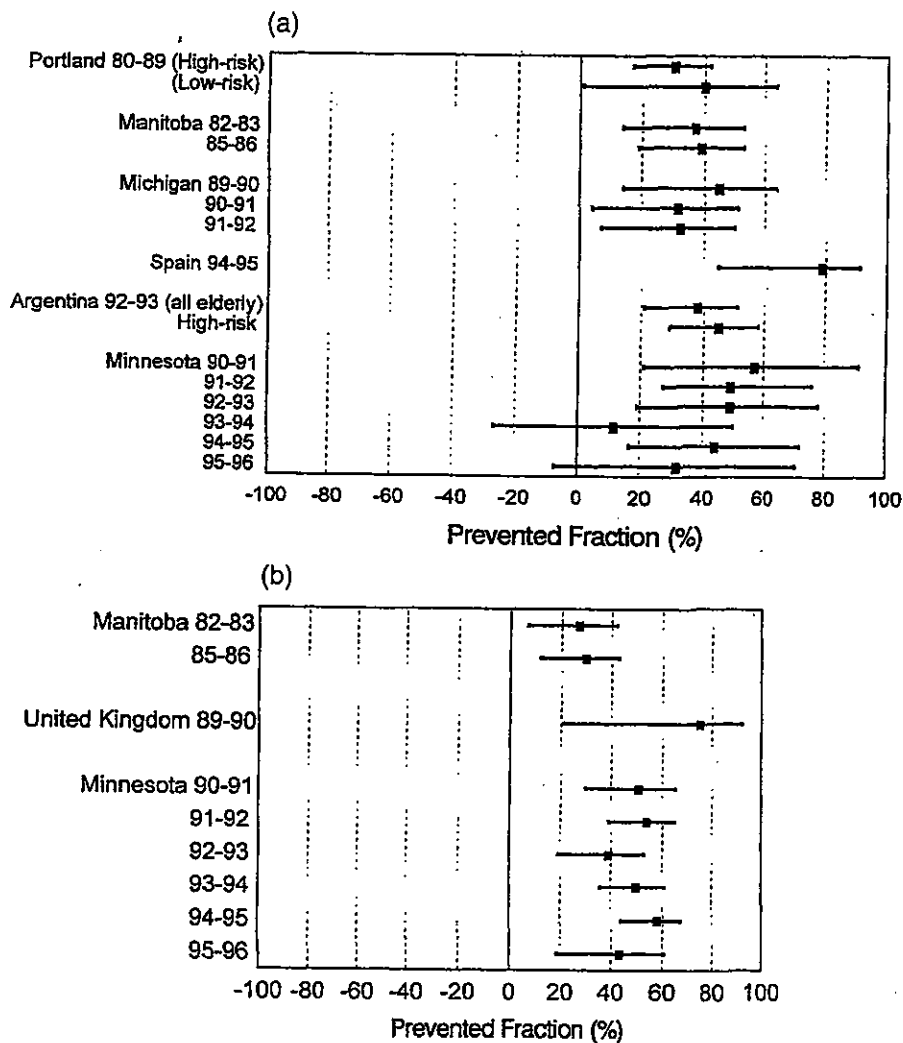 (a)
Portland 80-89 (High-risk)
(Low-risk)
Manitoba 82-83
85-86
Michigan 89-90
90-91
91-92
Spain 94-95
Argentina 92-93 (all elderly)
High-risk
Minnesota 90-91
91-92
92-93
93-94
94-95
95-96
-100 -80 -60 -40 -20 0 20 40 60 80 100
Prevented Fraction (%)
(b)
Manitoba 82-83
85-86
United Kingdom 89-90
Minnesota 90-91
91-92
92-93
93-94
94-95
95-96
-100 -80 -60 -40 -20 0 20 40 60 80 100
Prevented Fraction (%)